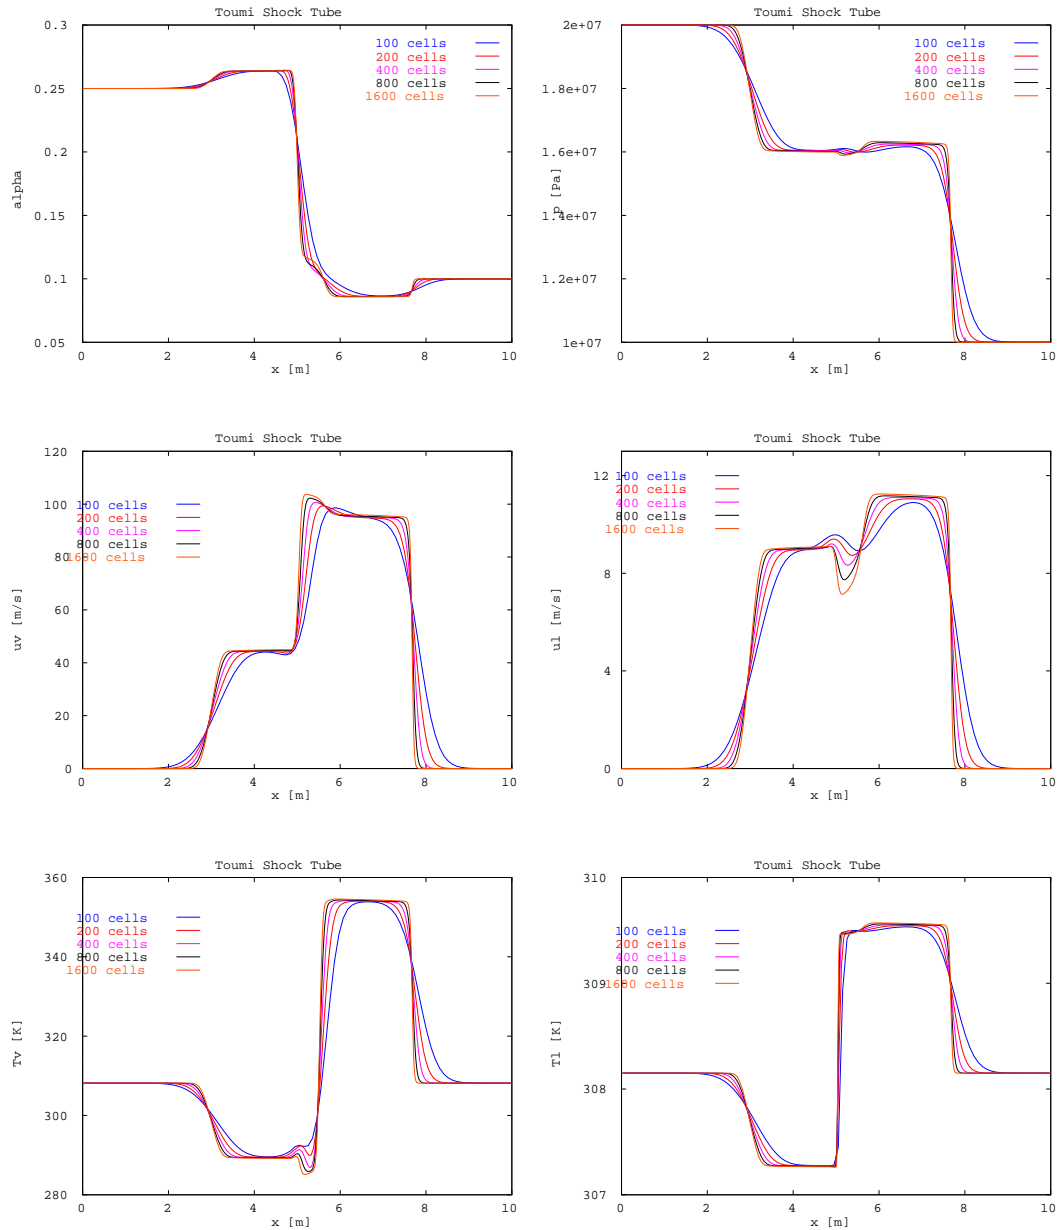 Toumi Shock Tube
0.3
0.25
0.2
0.15
0.1
0.05
alpha
100 cells
200 cells
400 cells
800 cells
1600 cells
0 2 4 6 8 10
x [m]
Toumi Shock Tube
2e+07
1.8e+07
1.6e+07
1.4e+07
1.2e+07
1e+07
p [Pa]
100 cells
200 cells
400 cells
800 cells
1600 cells
0 2 4 6 8 10
x [m]
Toumi Shock Tube
120
100
80
60
40
20
0
uv [m/s]
100 cells
200 cells
400 cells
800 cells
1600 cells
0 2 4 6 8 10
x [m]
Toumi Shock Tube
12
8
4
0
ul [m/s]
100 cells
200 cells
400 cells
800 cells
1600 cells
0 2 4 6 8 10
x [m]
Toumi Shock Tube
360
340
320
300
280
Tv [K]
100 cells
200 cells
400 cells
800 cells
1600 cells
0 2 4 6 8 10
x [m]
Toumi Shock Tube
310
309
308
307
Tl [K]
100 cells
200 cells
400 cells
800 cells
1600 cells
0 2 4 6 8 10
x [m]